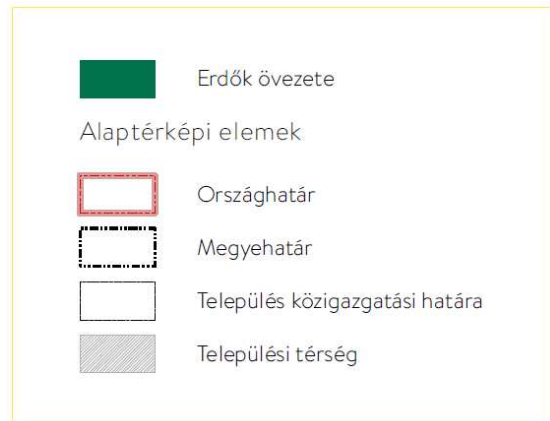 Erdők övezete
Alaptérképi elemek
Országhatár
Megyehatár
Település közigazgatási határa
Települési térség